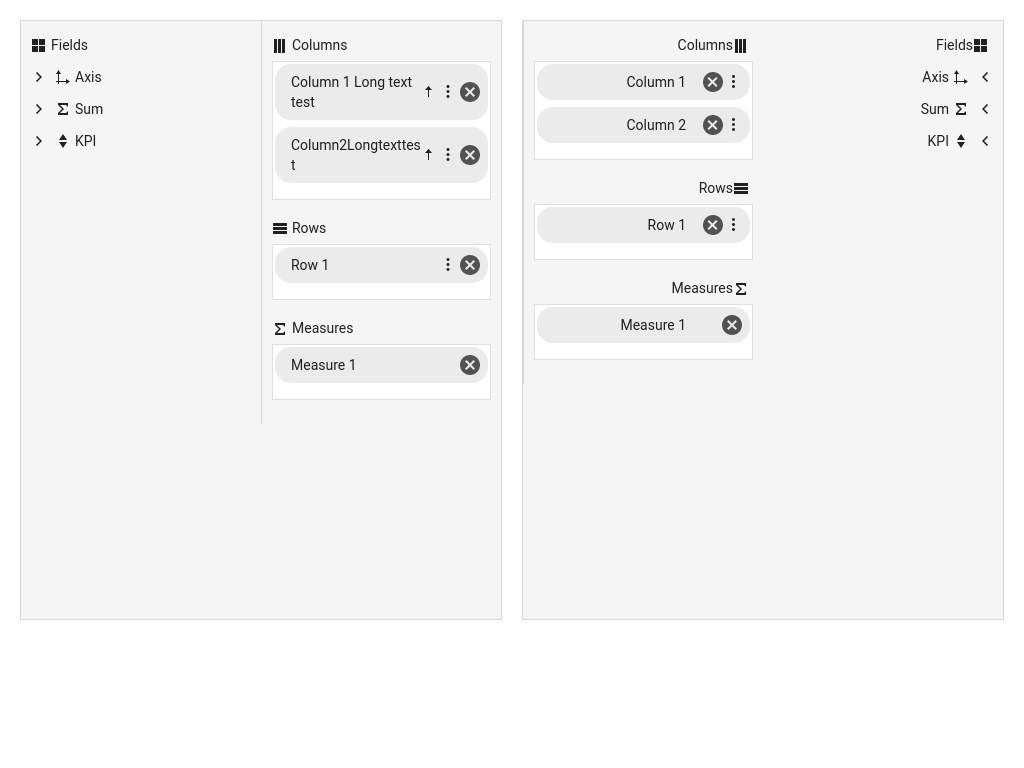 Fields
Axis
Sum
KPI
Columns
Column 1 Long text
test
Column2Longtexttes
t
Rows
Row 1
Measures
Measure 1
Columns
Column 1
Column 2
Rows
Row 1
Measures
Measure 1
Fields
Axis
Sum
KPI